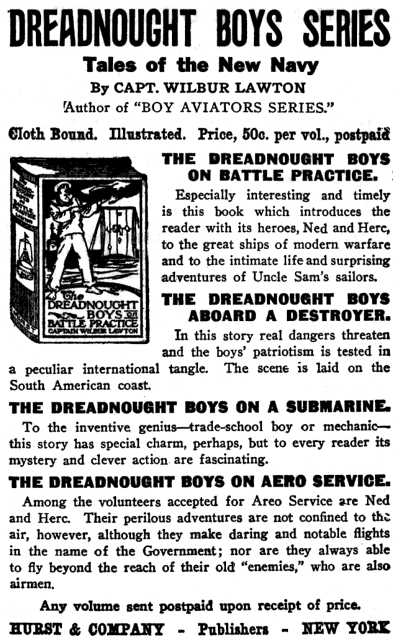 DREADNOUGHT BOYS SERIES
Tales of the New Navy
By CAPT. WILBUR LAWTON
Author of "BOY AVIATORS SERIES."
Cloth Bound. Illustrated. Price, 50c. per vol., postpaid
THE DREADNOUGHT BOYS
ON BATTLE PRACTICE.
Especially interesting and timely
is this book which introduces the
reader with its heroes, Ned and Herc,
to the great ships of modern warfare
and to the intimate life and surprising
adventures of Uncle Sam's sailors.
The
DREADNOUGHT
BOYS ON
BATTLE PRACTICE
CAPTAIN WILBUR LAWTON
THE DREADNOUGHT BOYS
ABOARD A DESTROYER.
In this story real dangers threaten
and the boys' patriotism is tested in
a peculiar international tangle. The scene is laid on the
South American coast.
THE DREADNOUGHT BOYS ON A SUBMARINE.
To the inventive genius—trade-school boy or mechanic—
this story has special charm, perhaps, but to every reader its
mystery and clever action are fascinating.
THE DREADNOUGHT BOYS ON AERO SERVICE.
Among the volunteers accepted for Areo Service are Ned
and Herc. Their perilous adventures are not confined to the
air, however, although they make daring and notable flights
in the name of the Government; nor are they always able
to fly beyond the reach of their old "enemies," who are also
airmen.
Any volume sent postpaid upon receipt of price.
HURST & COMPANY - Publishers - NEW YORK